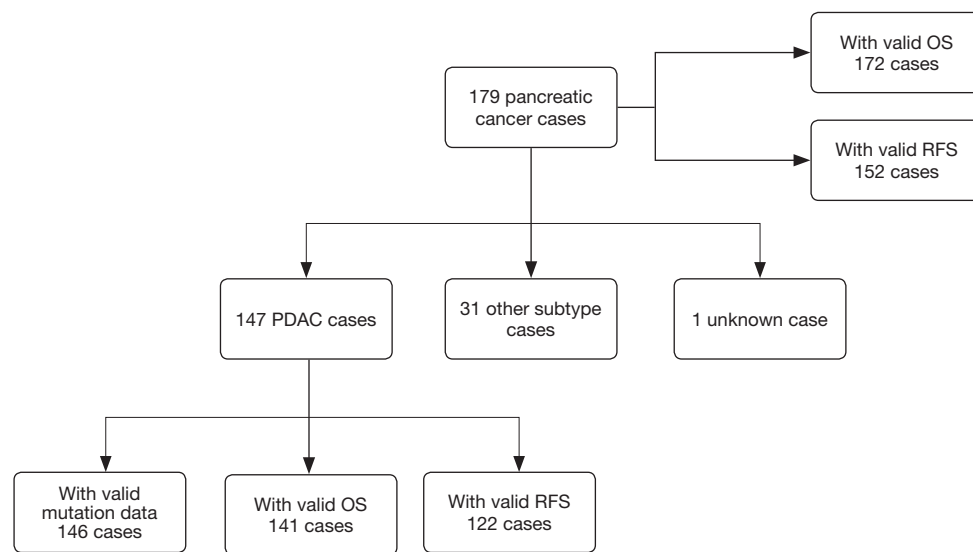 With valid OS
172 cases
179 pancreatic
cancer cases
With valid RFS
152 cases
147 PDAC cases
31 other subtype
cases
1 unknown case
With valid
mutation data
146 cases
With valid OS
141 cases
With valid RFS
122 cases